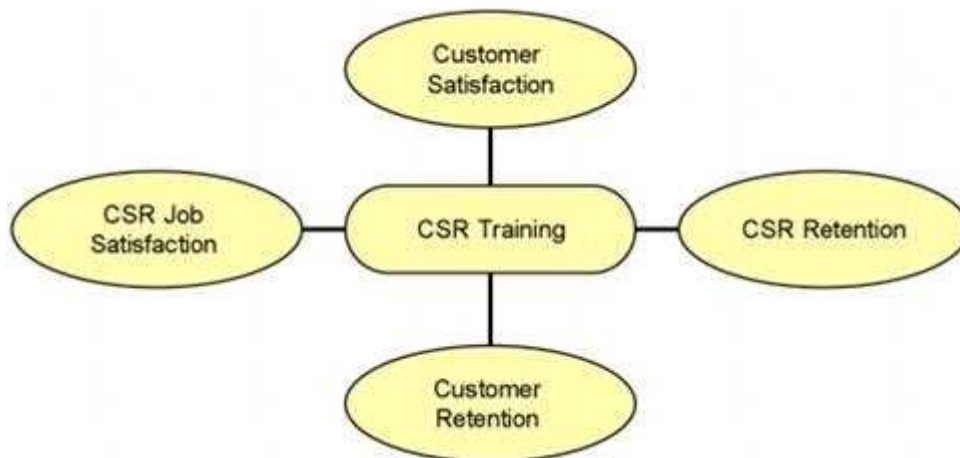 Customer
Satisfaction
CSR Job
Satisfaction
CSR Training
CSR Retention
Customer
Retention